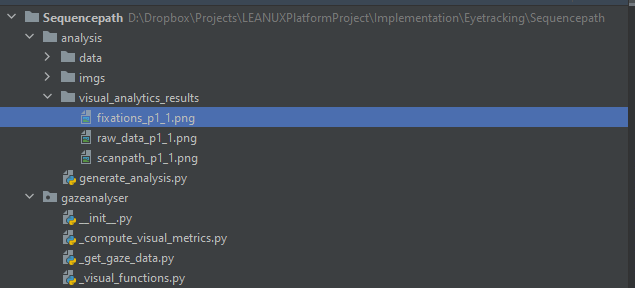 Sequencepath D:\Dropbox\Projects\LEANUXPlatformProject\Implementation\Eyetracking\Sequencepath
analysis
data
imgs
visual_analytics_results
fixations_p1_1.png
raw_data_p1_1.png
scanpath_p1_1.png
generate_analysis.py
gazeanalyser
__init__.py
_compute_visual_metrics.py
_get_gaze_data.py
_visual_functions.py